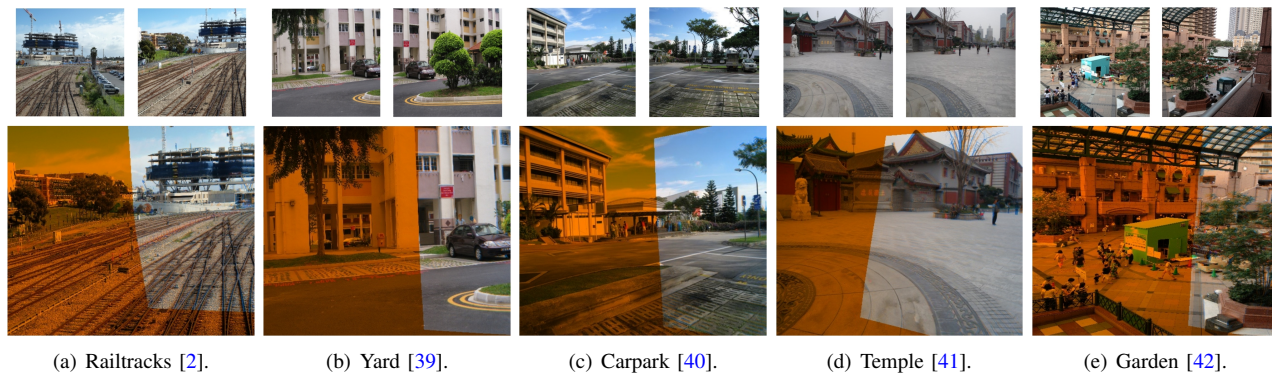 (a) Railtracks [2].
(b) Yard [39].
(c) Carpark [40].
(d) Temple [41].
(e) Garden [42].